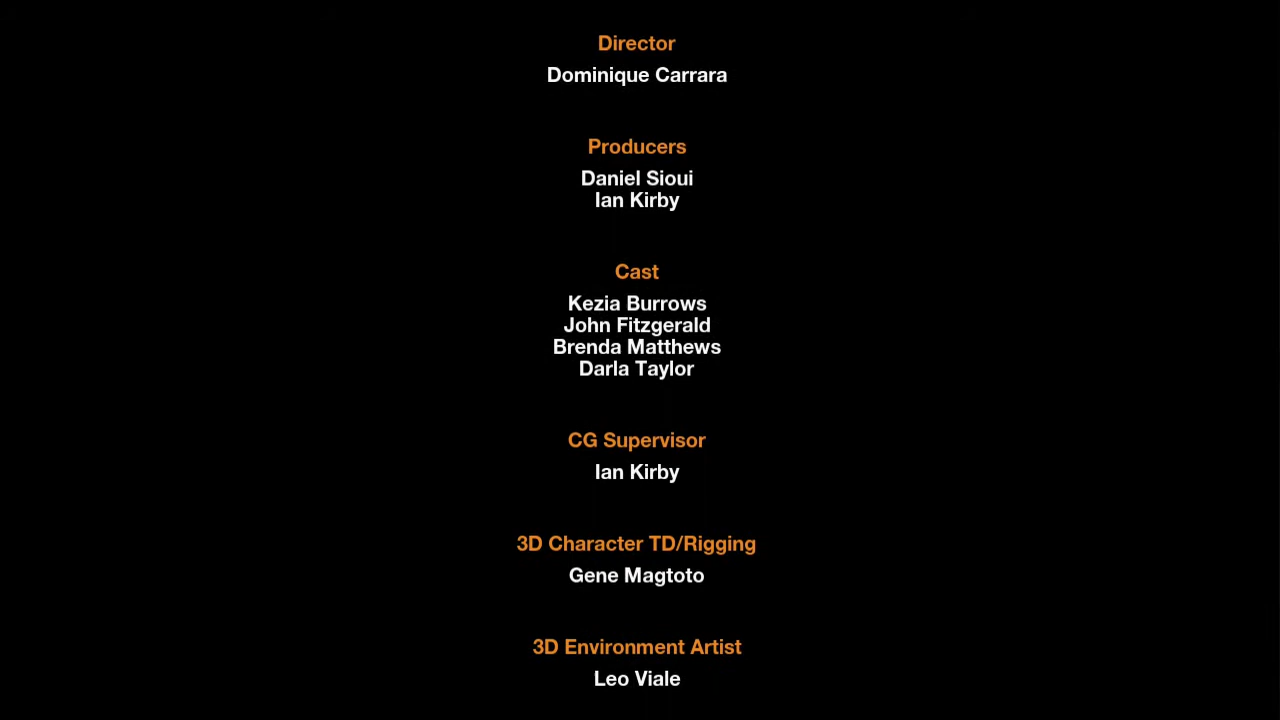 Director
Dominique Carrara
Producers
Daniel Sioui
Ian Kirby
Cast
Kezia Burrows
John Fitzgerald
Brenda Matthews
Darla Taylor
CG Supervisor
Ian Kirby
3D Character TD/Rigging
Gene Magtoto
3D Environment Artist
Leo Viale